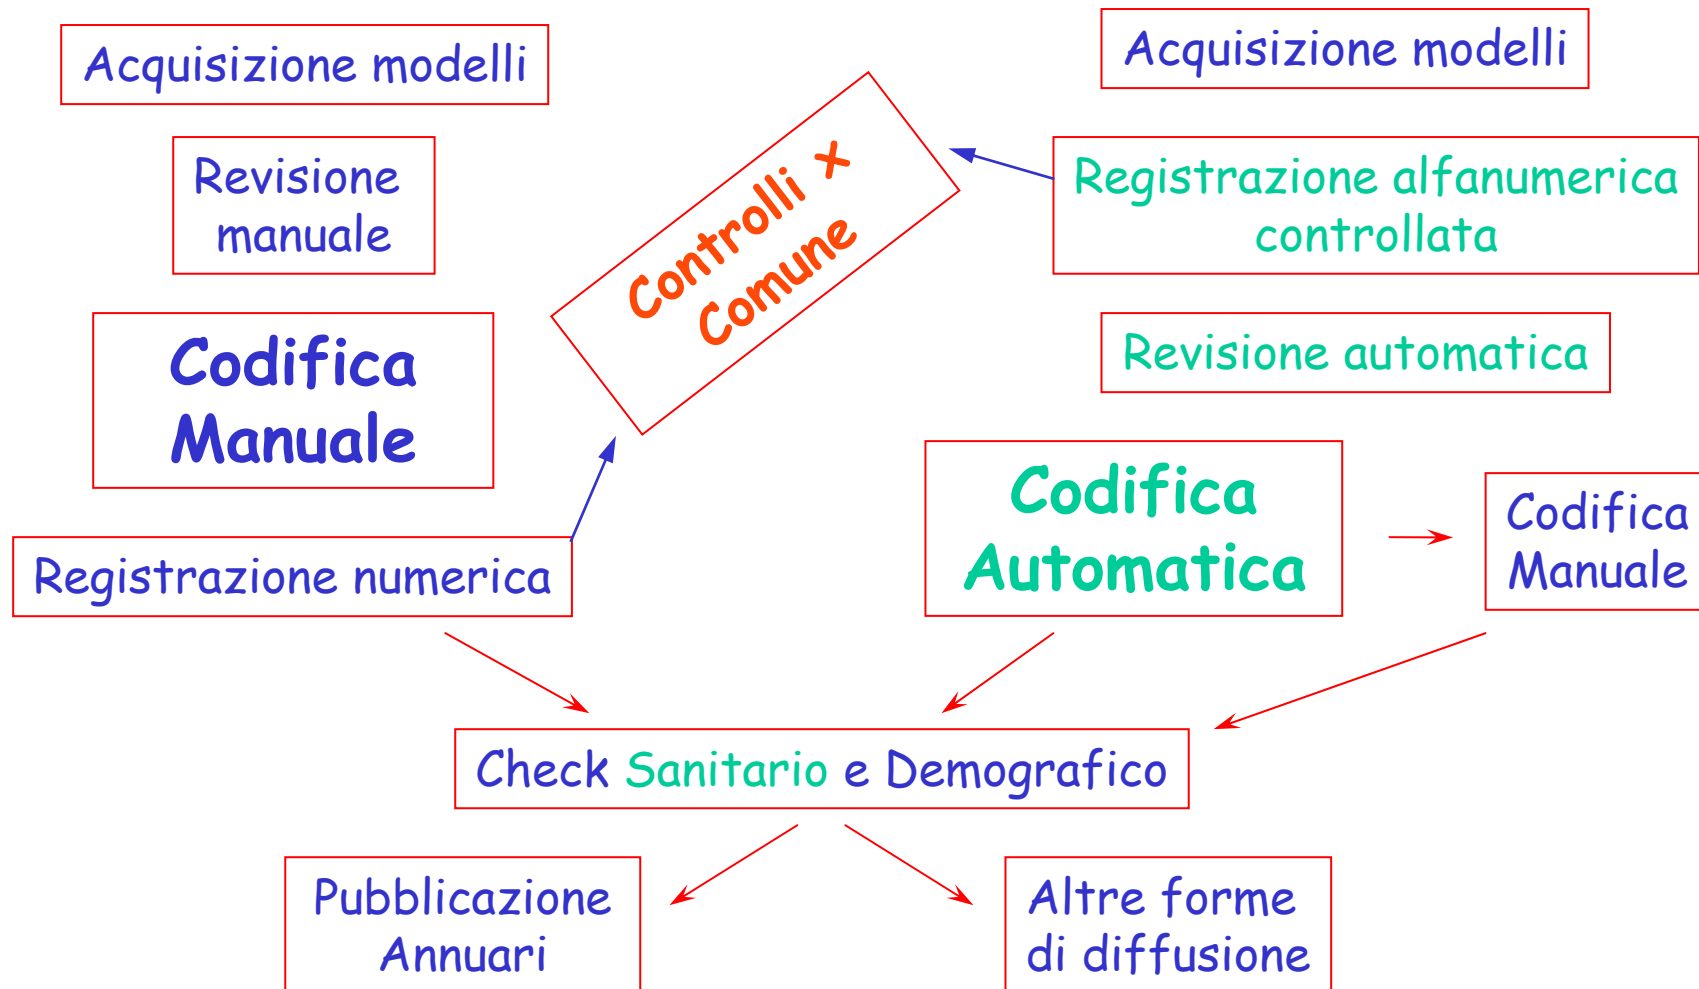 Acquisizione modelli
Revisione
manuale
Codifica
Manuale
Registrazione numerica
Controlli x
Comune
Acquisizione modelli
Registrazione alfanumerica
controllata
Revisione automatica
Codifica
Automatica
Codifica
Manuale
Check Sanitario e Demografico
Pubblicazione
Annuari
Altre forme
di diffusione